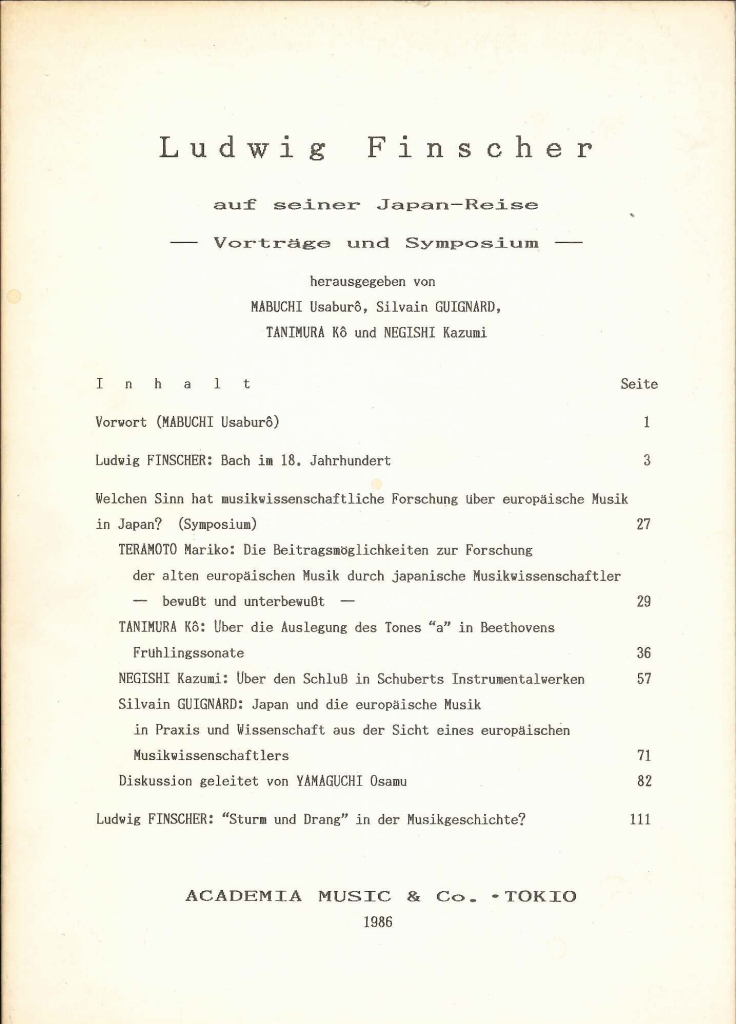 Ludwig Finscher
auf seiner Japan-Reise
— Vorträge und Symposium —
herausgegeben von
MABUCHI Usaburô, Silvain GUIGNARD,
TANIMURA Kô und NEGISHI Kazumi
Inhalt Seite
Vorwort (MABUCHI Usaburô) 1
Ludwig FINSCHER: Bach im 18. Jahrhundert 3
Welchen Sinn hat musikwissenschaftliche Forschung über europäische Musik
in Japan? (Symposium) 27
TERAMOTO Mariko: Die Beitragsmöglichkeiten zur Forschung
der alten europäischen Musik durch japanische Musikwissenschaftler
— bewußt und unterbewußt — 29
TANIMURA Kô: Über die Auslegung des Tones “a” in Beethovens
Frühlingssonate 36
NEGISHI Kazumi: Über den Schluß in Schuberts Instrumentalwerken 57
Silvain GUIGNARD: Japan und die europäische Musik
in Praxis und Wissenschaft aus der Sicht eines europäischen
Musikwissenschaftlers 71
Diskussion geleitet von YAMAGUCHI Osamu 82
Ludwig FINSCHER: “Sturm und Drang” in der Musikgeschichte? 111
ACADEMIA MUSIC & Co. ・TOKIO
1986